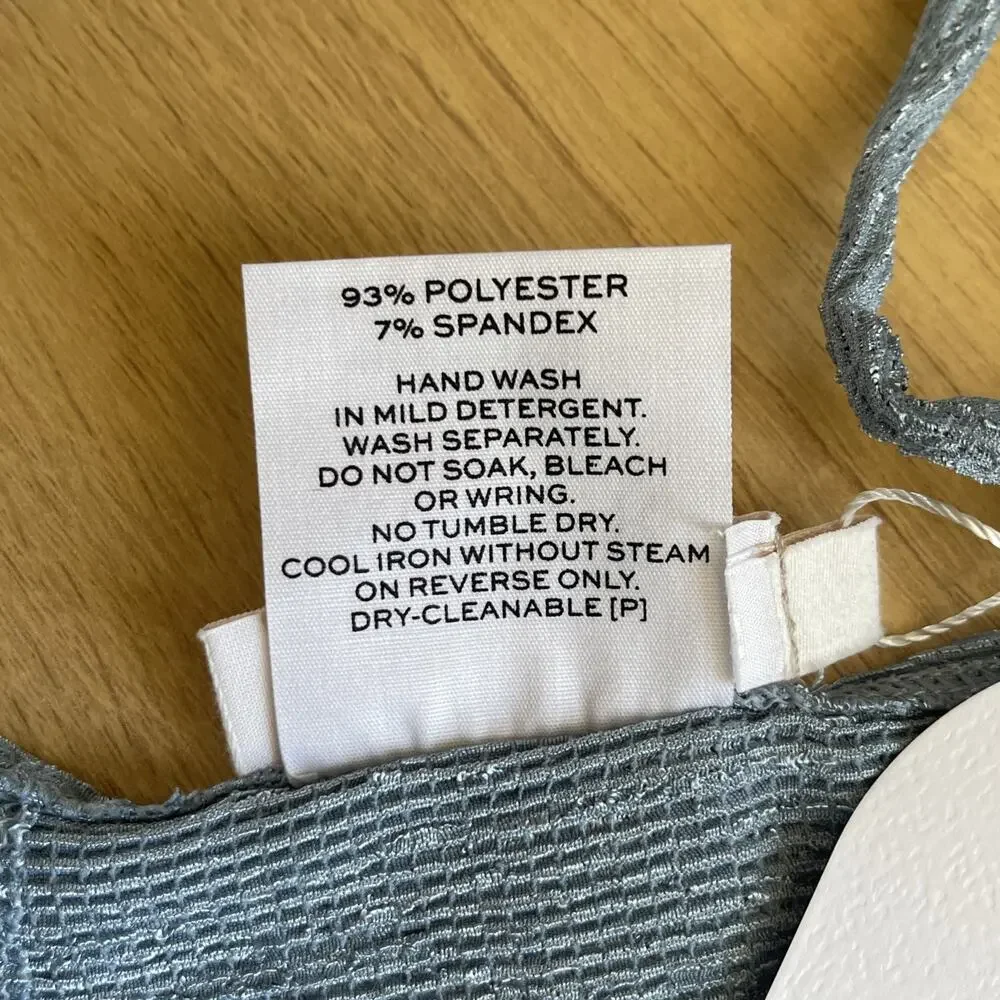 93% POLYESTER
7% SPANDEX
HAND WASH
IN MILD DETERGENT.
WASH SEPARATELY.
DO NOT SOAK, BLEACH
OR WRING.
NO TUMBLE DRY.
COOL IRON WITHOUT STEAM
ON REVERSE ONLY.
DRY-CLEANABLE [P]